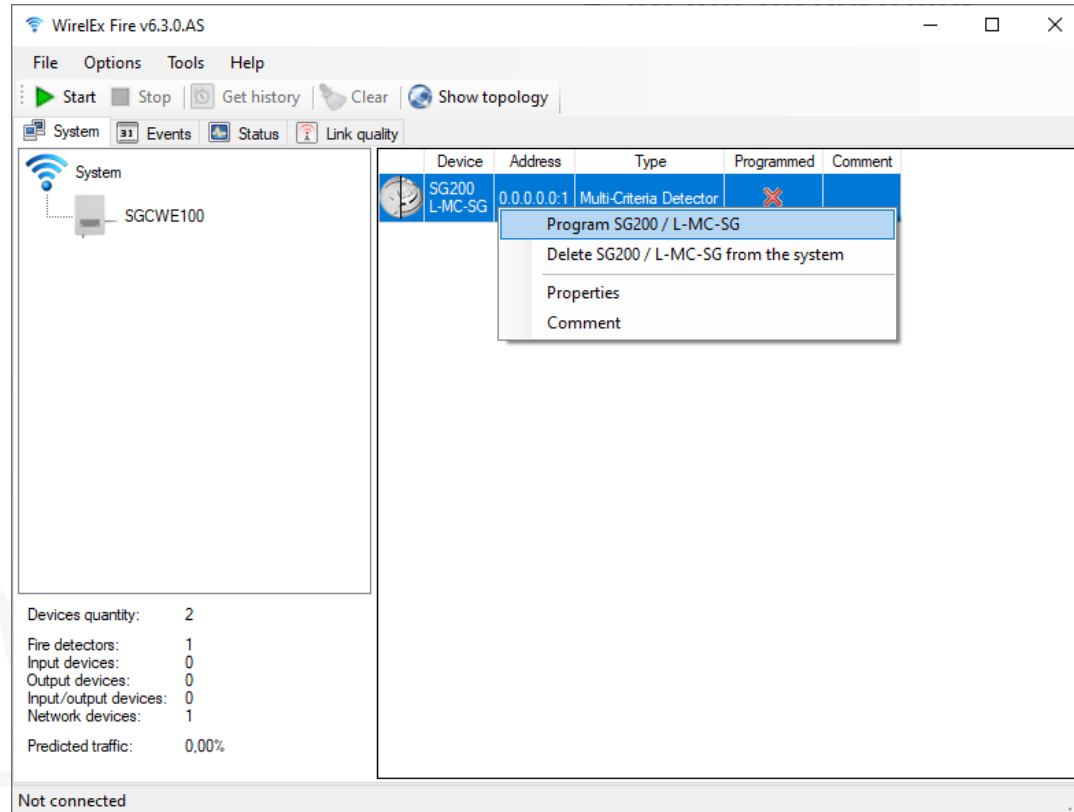 WirelEx Fire v6.3.0.AS
File Options Tools Help
Start Stop Get history Clear Show topology
System 31 Events Status Link quality
System
SGCWE100
Device Address Type Programmed Comment
SG200
L-MC-SG
0.0.0.0.0:1 Multi-Criteria Detector
Program SG200 / L-MC-SG
Delete SG200 / L-MC-SG from the system
Properties
Comment
Devices quantity: 2
Fire detectors: 1
Input devices: 0
Output devices: 0
Input/output devices: 0
Network devices: 1
Predicted traffic: 0,00%
Not connected